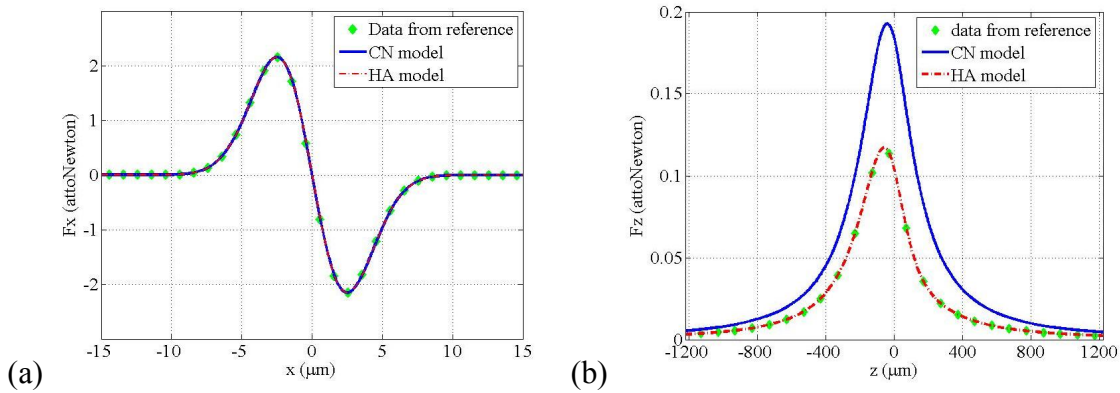 Data from reference
CN model
HA model
2
1
0
-1
-2
Fx (attoNewton)
-15
-10
-5
0
5
10
15
x (μm)
(a)
data from reference
CN model
HA model
0.2
0.15
0.1
0.05
0
Fz(attoNewton)
-1200
-800
-400
0
400
800
1200
z (μm)
(b)